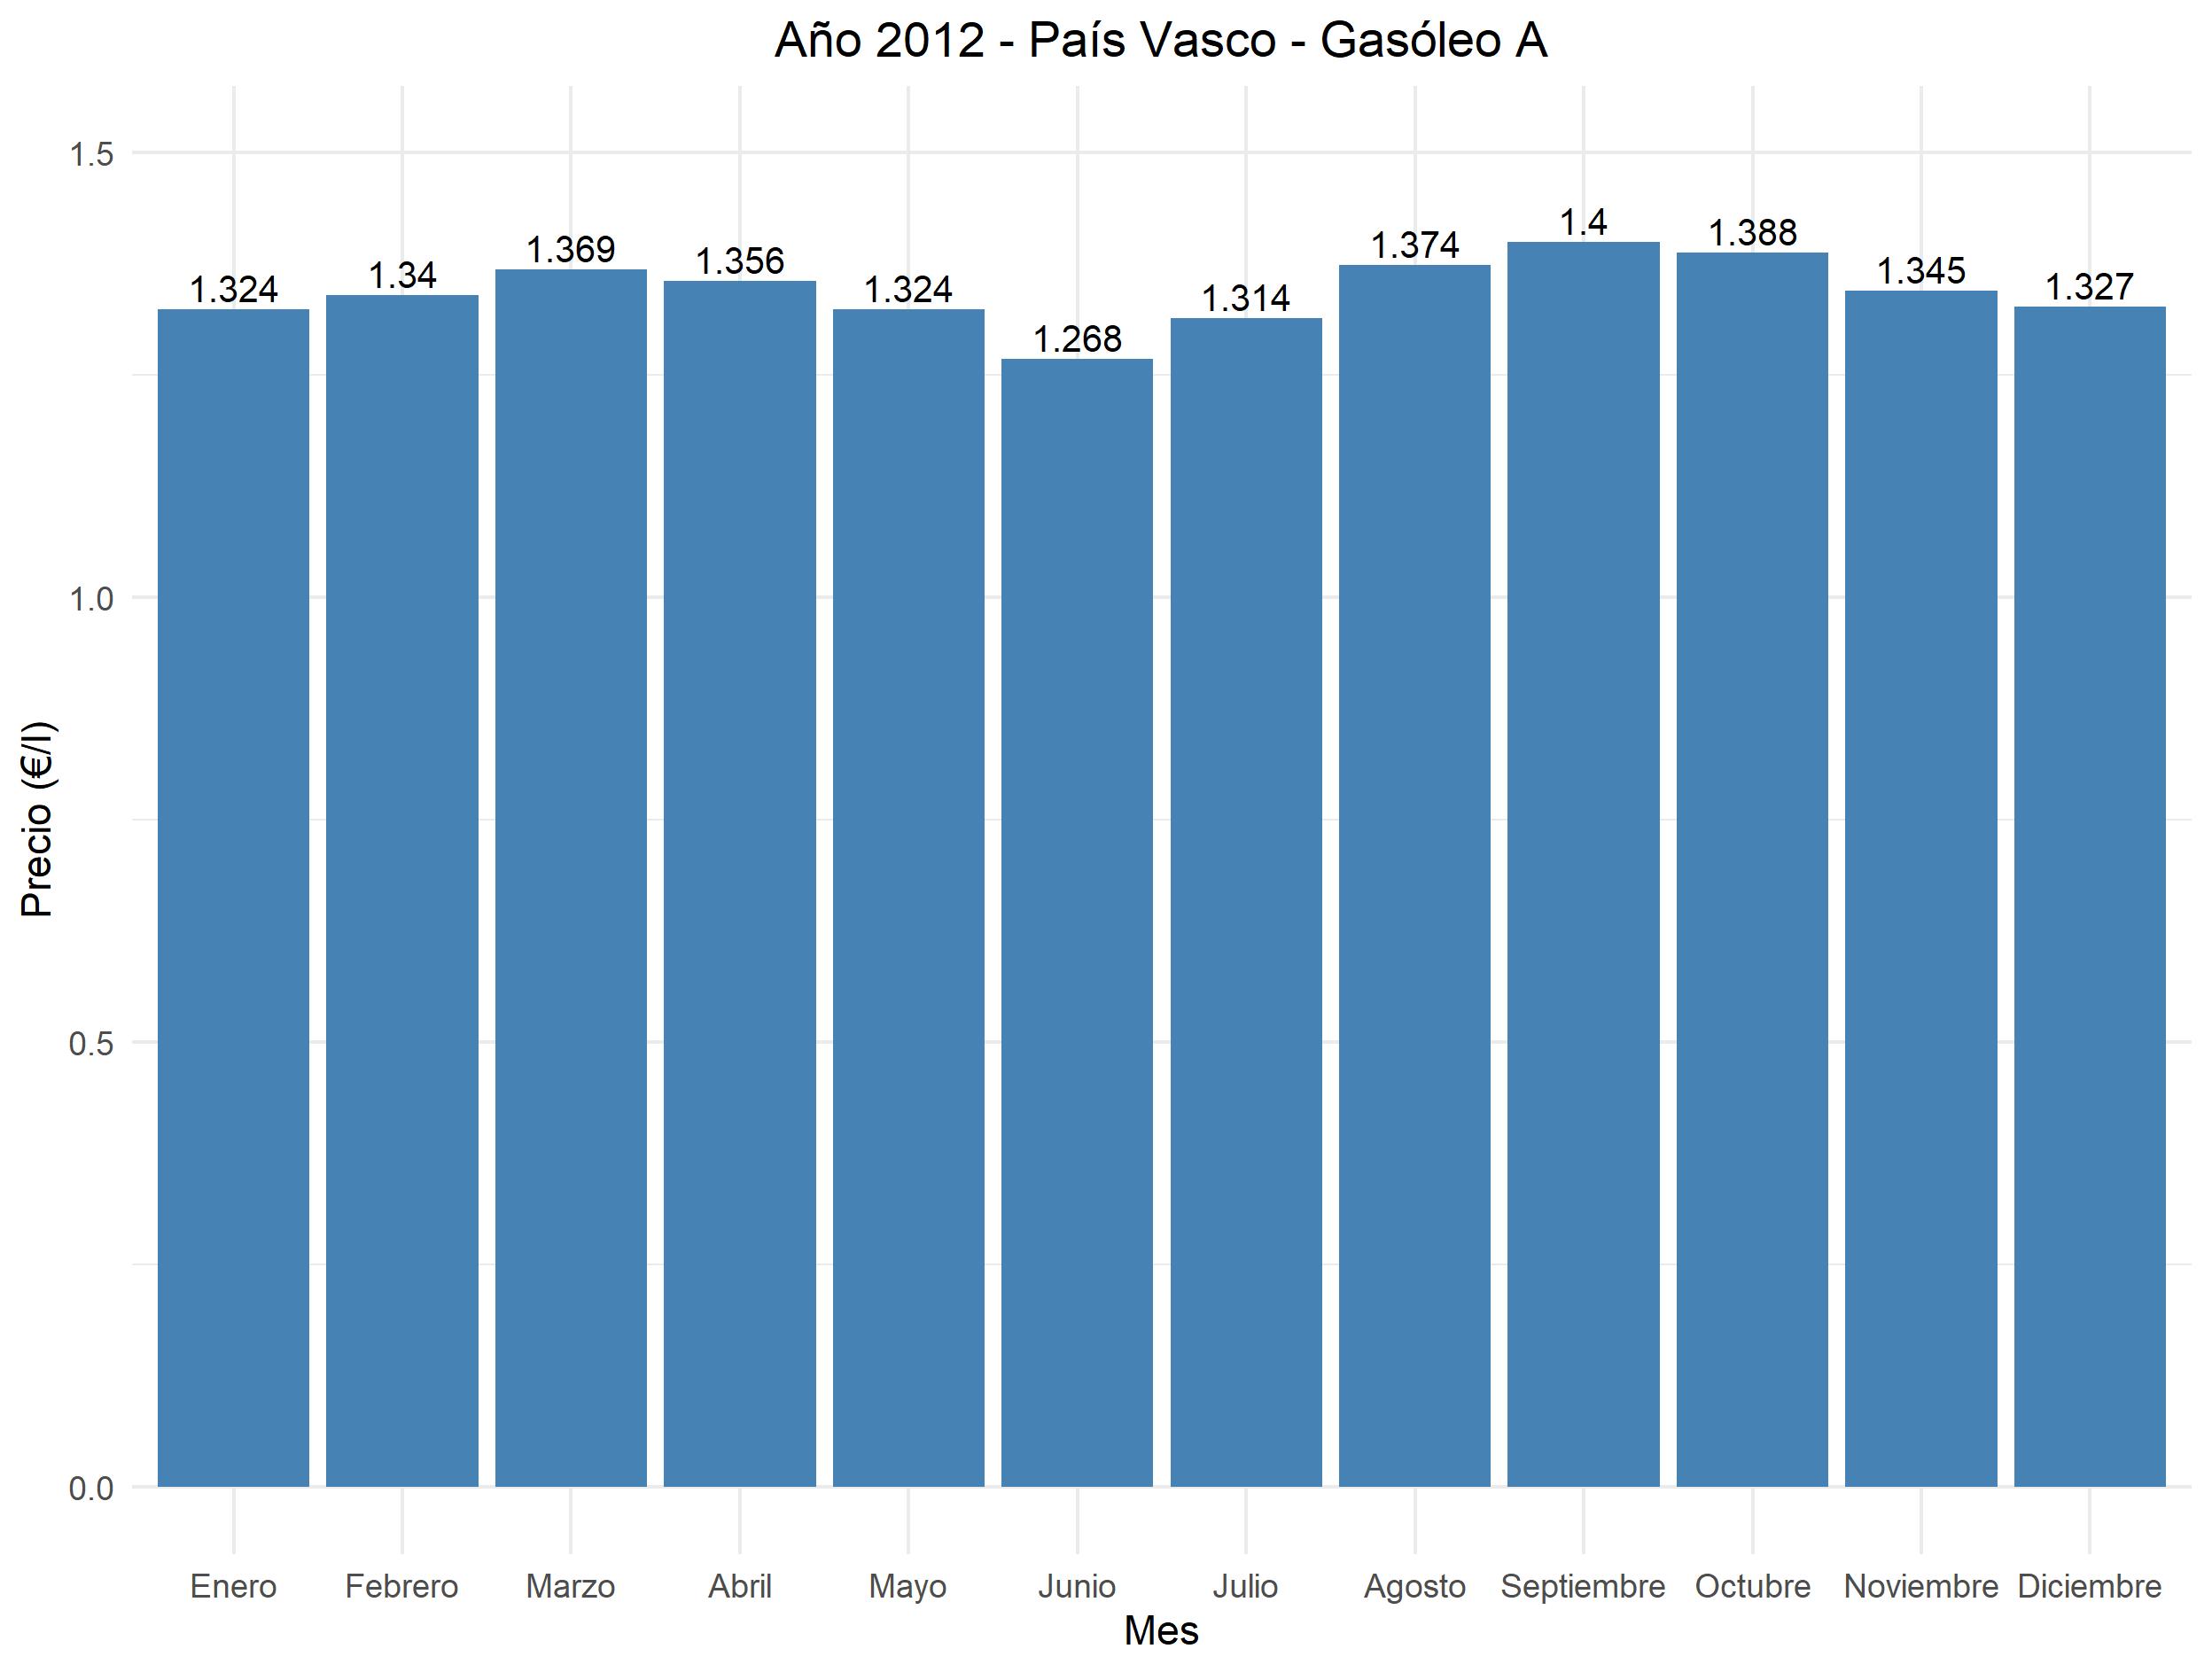 Año 2012 - País Vasco - Gasóleo A
1.5
1.0
0.5
0.0
Precio (€/l)
1.324
1.34
1.369
1.356
1.324
1.268
1.314
1.374
1.4
1.388
1.345
1.327
Enero
Febrero
Marzo
Abril
Mayo
Junio
Julio
Agosto
Septiembre
Octubre
Noviembre
Diciembre
Mes